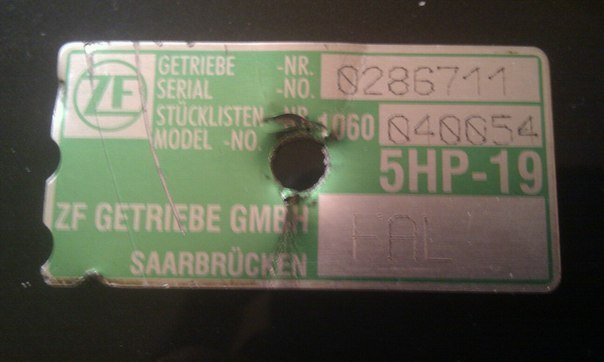 ZF
GETRIEBE -NR. 0286711
SERIAL -NO.
STÜCKLISTEN -NR. 1060 040054
MODEL -NO.
5HP-19
ZF GETRIEBE GMBH FAL
SAARBRÜCKEN